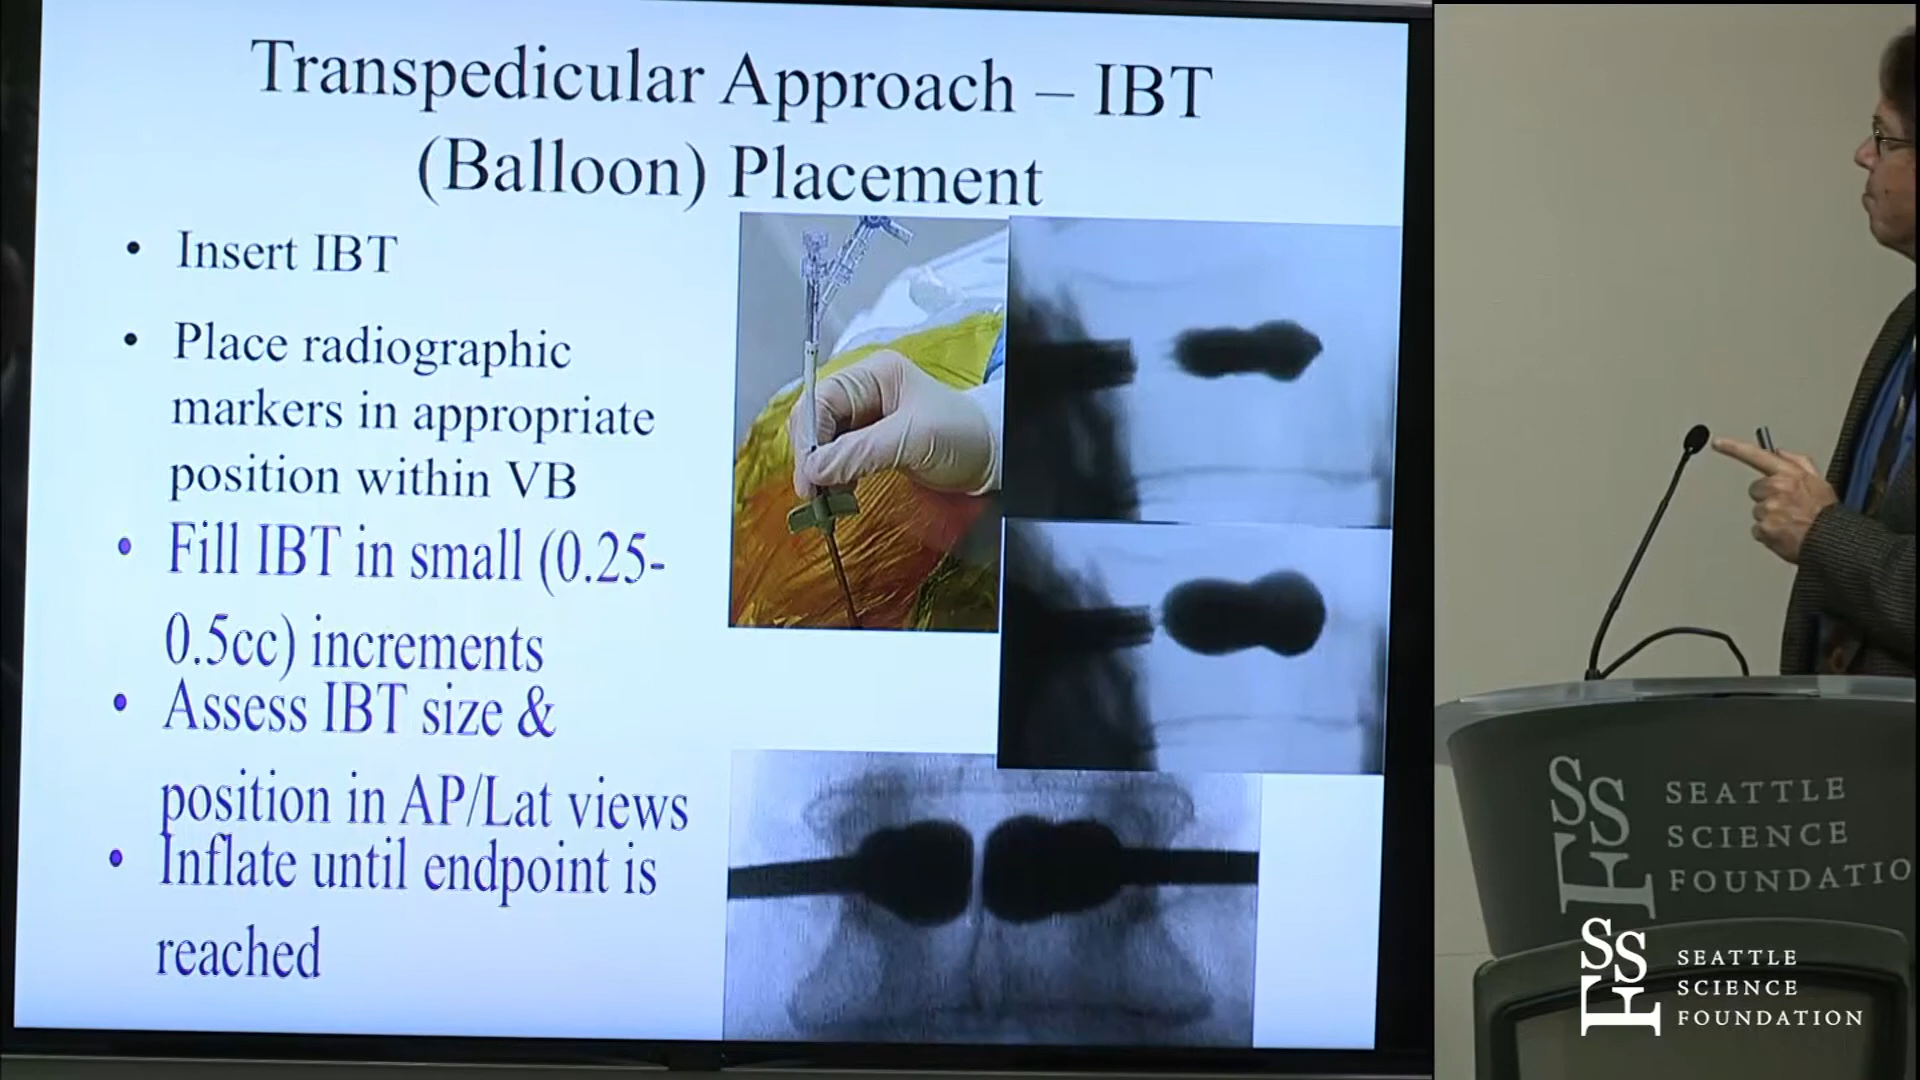 Transpedicular Approach – IBT
(Balloon) Placement
• Insert IBT
• Place radiographic
markers in appropriate
position within VB
• Fill IBT in small (0.25-
0.5cc) increments
• Assess IBT size &
position in AP/Lat views
• Inflate until endpoint is
reached
SSF
SEATTLE
SCIENCE
FOUNDATIO
SSF
SEATTLE
SCIENCE
FOUNDATION